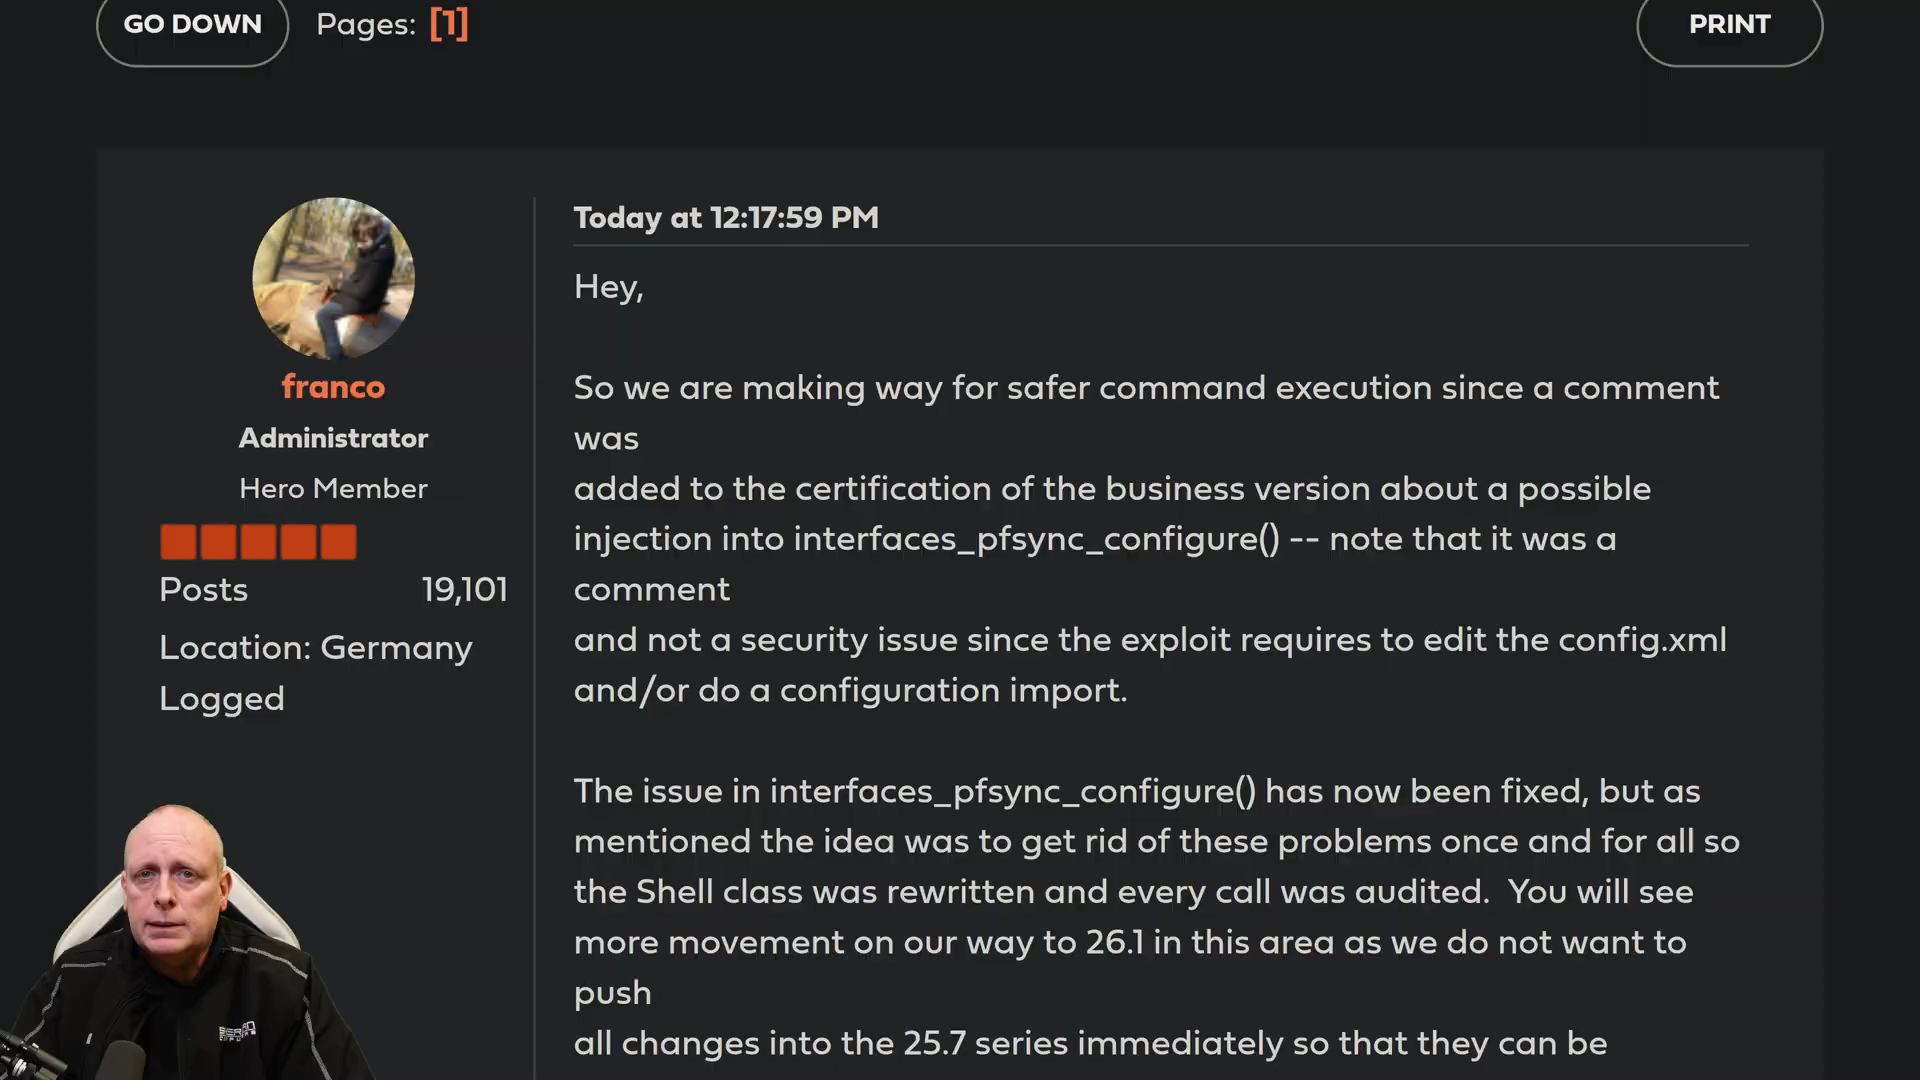 GO DOWN Pages: [1] PRINT
franco
Administrator
Hero Member
Posts 19,101
Location: Germany
Logged
Today at 12:17:59 PM
Hey,
So we are making way for safer command execution since a comment
was
added to the certification of the business version about a possible
injection into interfaces_pfsync_configure() -- note that it was a
comment
and not a security issue since the exploit requires to edit the config.xml
and/or do a configuration import.
The issue in interfaces_pfsync_configure() has now been fixed, but as
mentioned the idea was to get rid of these problems once and for all so
the Shell class was rewritten and every call was audited.  You will see
more movement on our way to 26.1 in this area as we do not want to
push
all changes into the 25.7 series immediately so that they can be